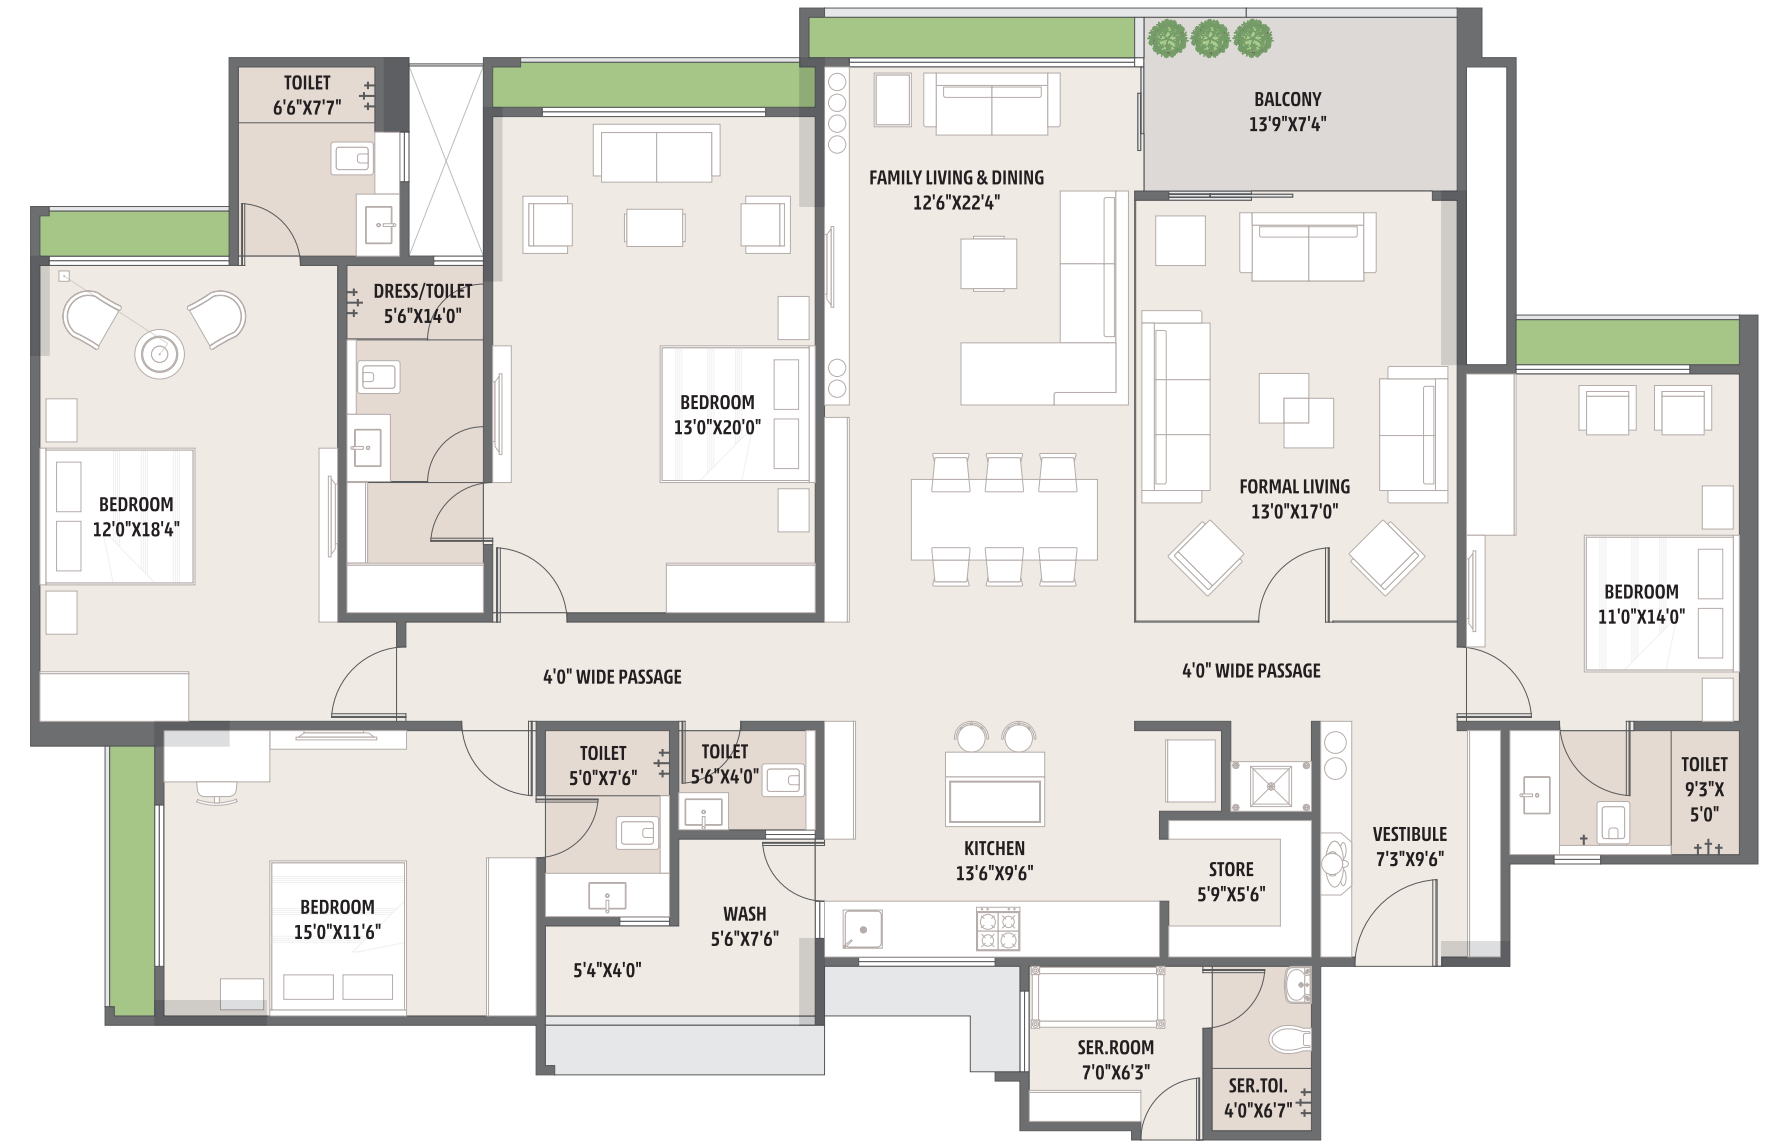 TOILET
6'6"X7'7"
BALCONY
13'9"X7'4"
FAMILY LIVING & DINING
12'6"X22'4"
DRESS/TOILET
5'6"X14'0"
BEDROOM
13'0"X20'0"
BEDROOM
12'0"X18'4"
FORMAL LIVING
13'0"X17'0"
BEDROOM
11'0"X14'0"
4'0" WIDE PASSAGE
4'0" WIDE PASSAGE
TOILET
5'0"X7'6"
TOILET
5'6"X4'0"
TOILET
9'3"X
5'0"
KITCHEN
13'6"X9'6"
VESTIBULE
7'3"X9'6"
STORE
5'9"X5'6"
BEDROOM
15'0"X11'6"
WASH
5'6"X7'6"
5'4"X4'0"
SER.ROOM
7'0"X6'3"
SER.TOI.
4'0"X6'7"